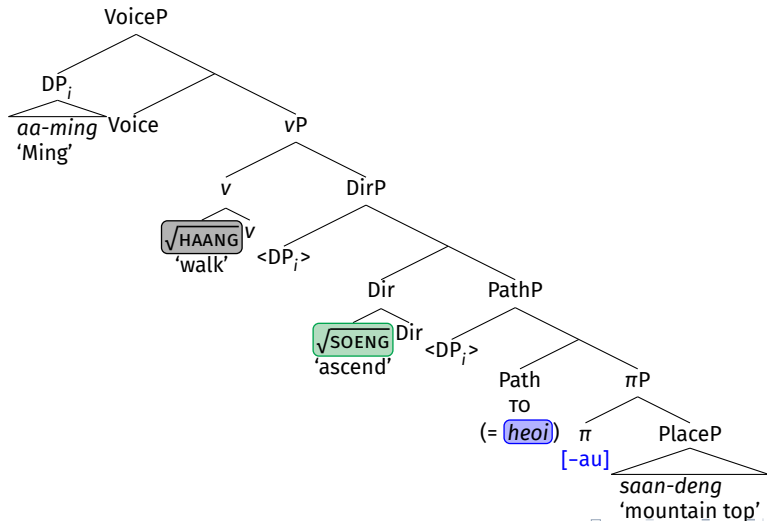 VoiceP
DPᵢ
aa-ming
'Ming'
Voice
vP
v
DirP
√HAANG
v
'walk'
<DPᵢ>
Dir
PathP
√SOENG
Dir
'ascend'
<DPᵢ>
Path
πP
TO
(= heoi)
π
PlaceP
[-au]
saan-deng
'mountain top'